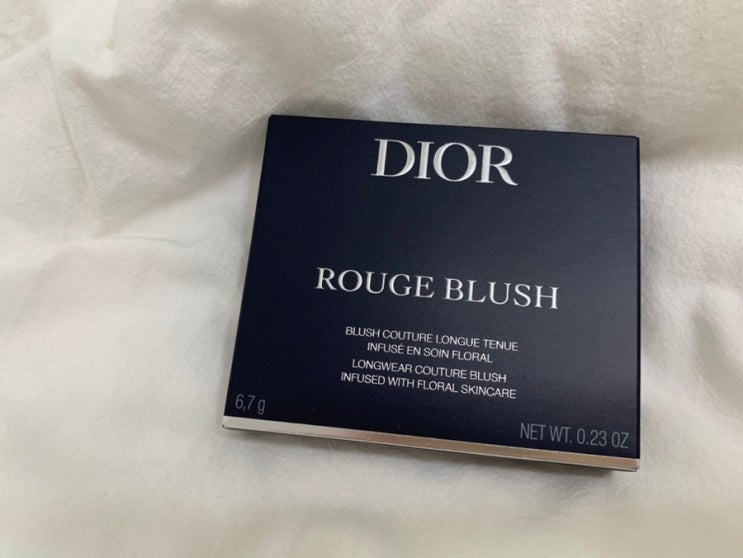 DIOR
ROUGE BLUSH
BLUSH COUTURE LONGUE TENUE
INFUSÉ EN SOIN FLORAL
LONGWEAR COUTURE BLUSH
INFUSED WITH FLORAL SKINCARE
6,7 g
NET WT. 0.23 OZ